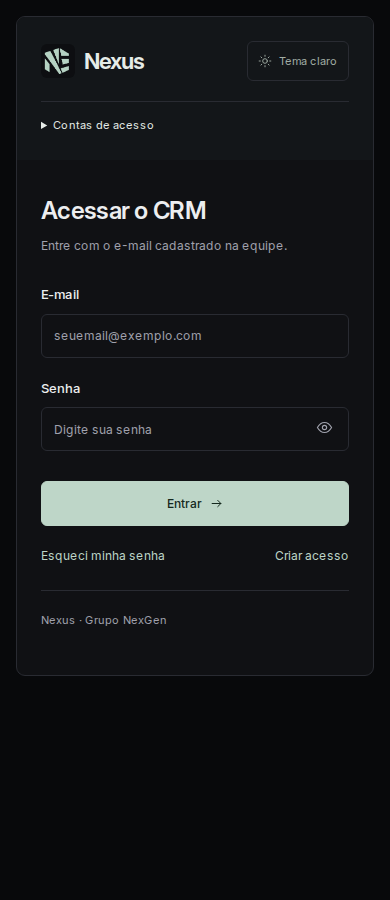 Nexus
Tema claro
Contas de acesso
Acessar o CRM
Entre com o e-mail cadastrado na equipe.
E-mail
seuemail@exemplo.com
Senha
Digite sua senha
Entrar →
Esqueci minha senha
Criar acesso
Nexus · Grupo NexGen